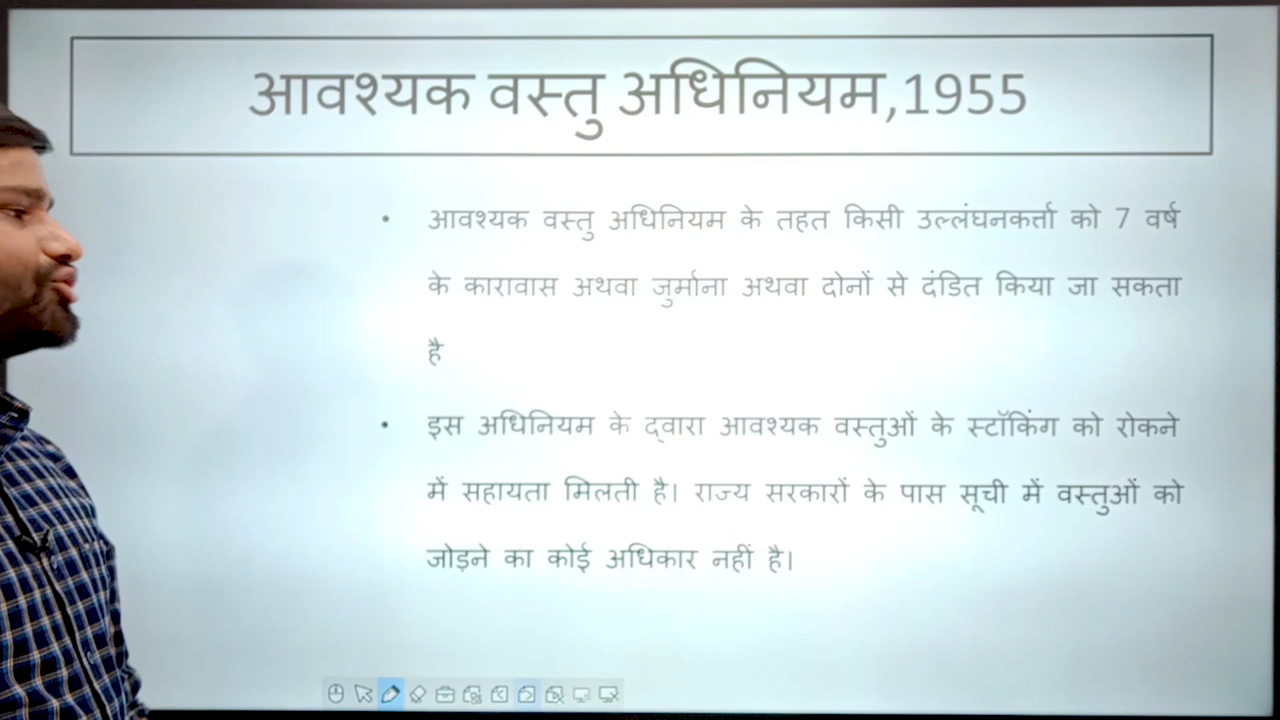 आवश्यक वस्तु अधिनियम,1955
• आवश्यक वस्तु अधिनियम के तहत किसी उल्लंघनकर्त्ता को 7 वर्ष
के कारावास अथवा जुर्माना अथवा दोनों से दंडित किया जा सकता
है
• इस अधिनियम के द्वारा आवश्यक वस्तुओं के स्टॉकिंग को रोकने
में सहायता मिलती है। राज्य सरकारों के पास सूची में वस्तुओं को
जोड़ने का कोई अधिकार नहीं है।